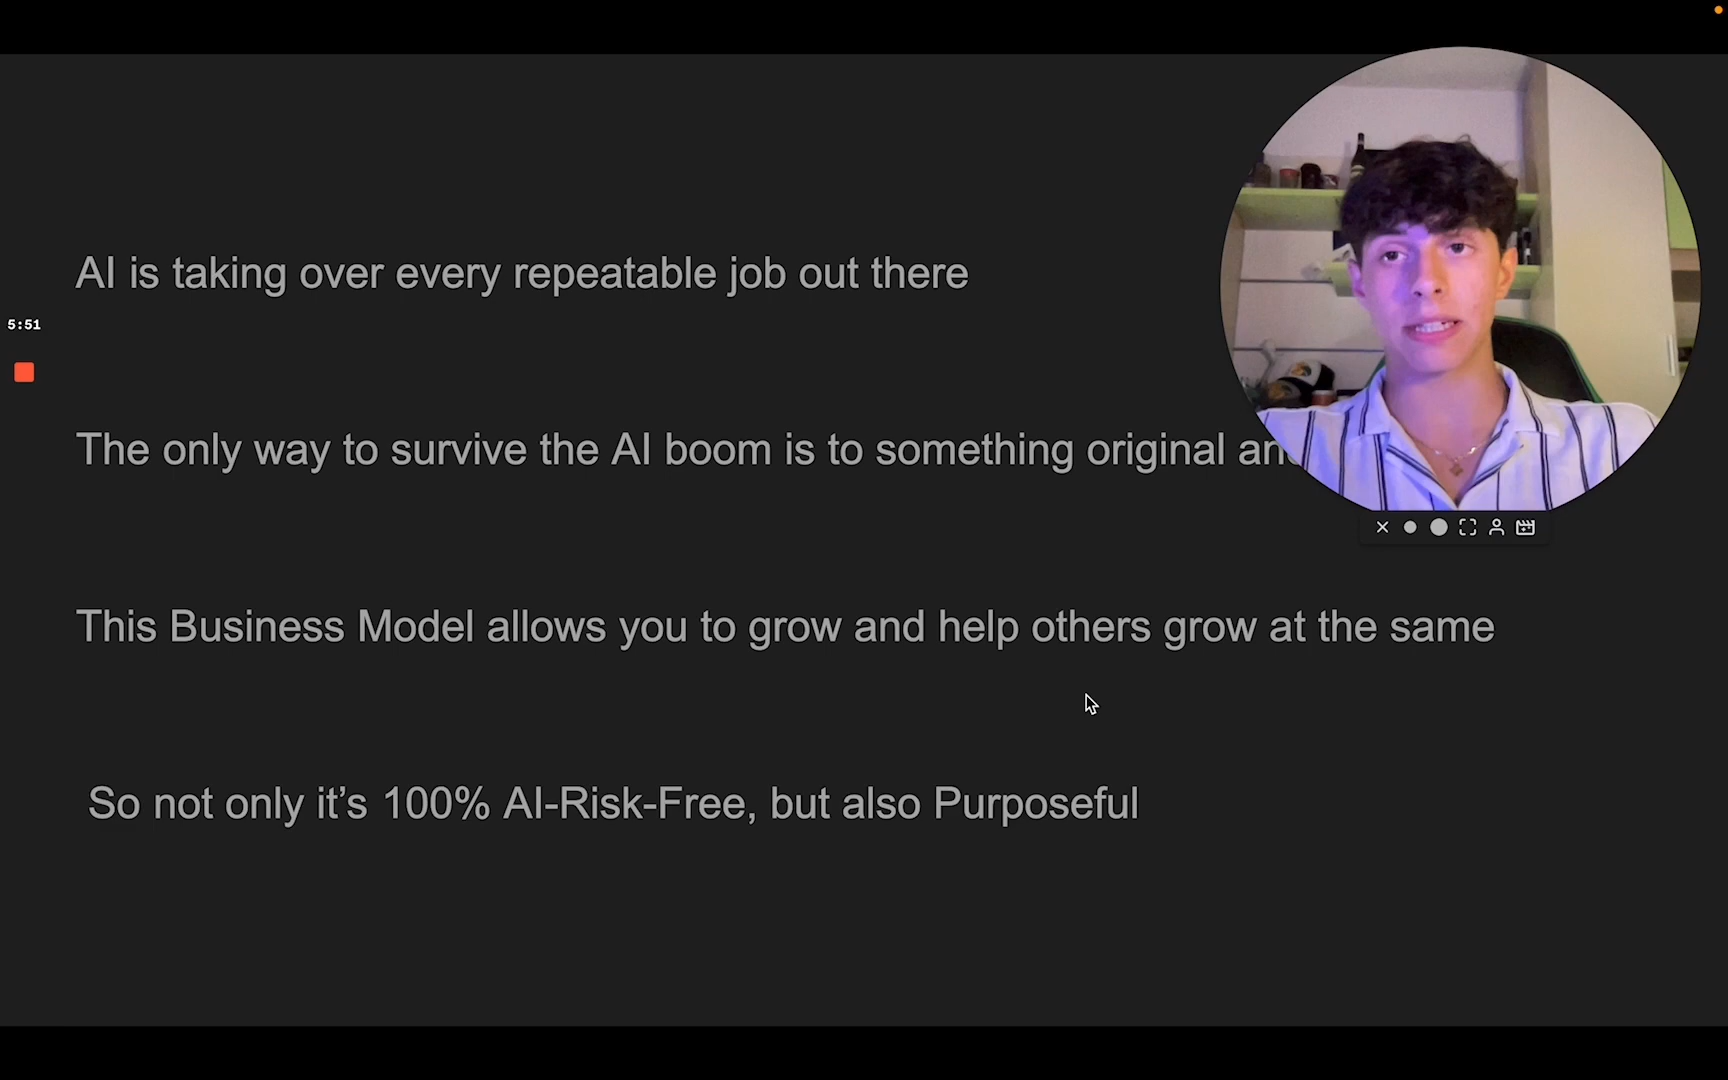 AI is taking over every repeatable job out there
5:51
The only way to survive the AI boom is to something original
This Business Model allows you to grow and help others grow at the same
So not only it’s 100% AI-Risk-Free, but also Purposeful